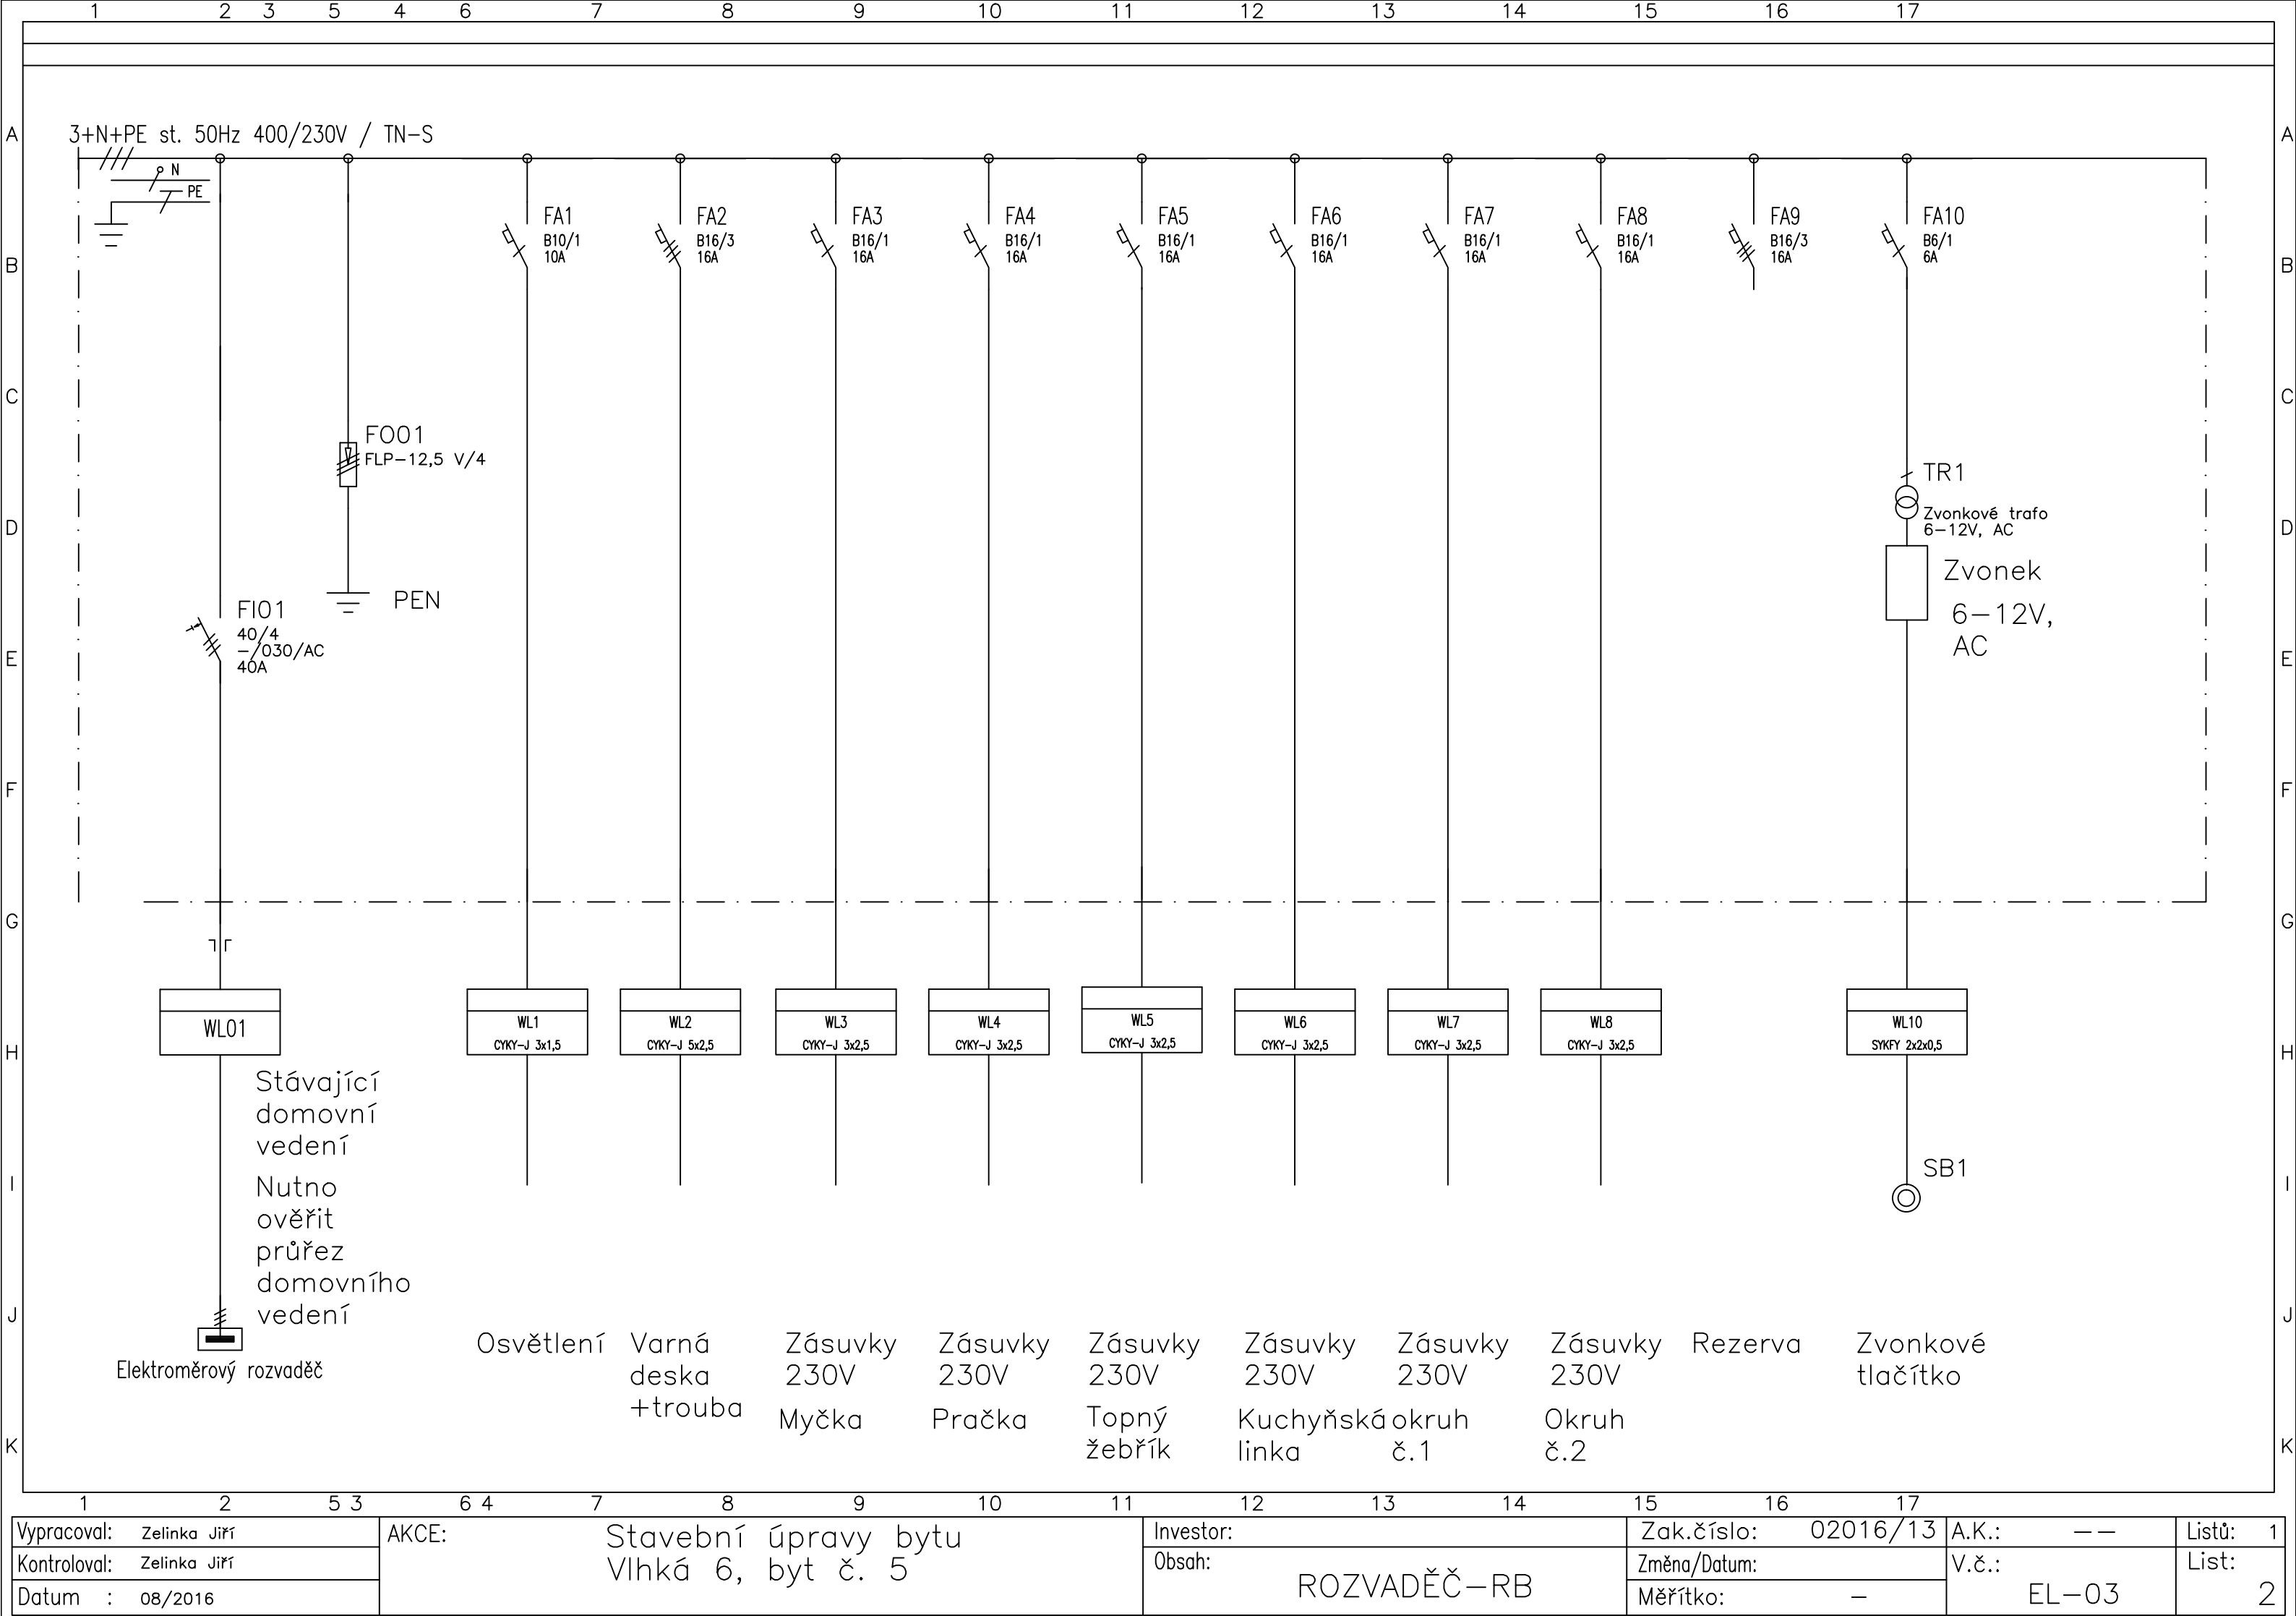 1 2 3 5 4 6 7 8 9 10 11 12 13 14 15 16 17
A A
3+N+PE st. 50Hz 400/230V / TN-S
N
PE
B B
FA1
B10/1
10A
FA2
B16/3
16A
FA3
B16/1
16A
FA4
B16/1
16A
FA5
B16/1
16A
FA6
B16/1
16A
FA7
B16/1
16A
FA8
B16/1
16A
FA9
B16/3
16A
FA10
B6/1
6A
C C
FO01
FLP-12,5 V/4
TR1
Zvonkové trafo
6-12V, AC
D D
Zvonek
6-12V,
AC
PEN
FI01
40/4
-/030/AC
40A
E E
F F
G G
WL01
WL1
CYKY-J 3x1,5
WL2
CYKY-J 5x2,5
WL3
CYKY-J 3x2,5
WL4
CYKY-J 3x2,5
WL5
CYKY-J 3x2,5
WL6
CYKY-J 3x2,5
WL7
CYKY-J 3x2,5
WL8
CYKY-J 3x2,5
WL10
SYKFY 2x2x0,5
H H
Stávající
domovní
vedení
Nutno
ověřit
průřez
domovního
vedení
SB1
I I
J J
Elektroměrový rozvaděč
Osvětlení
Varná
deska
+trouba
Zásuvky
230V
Myčka
Zásuvky
230V
Pračka
Zásuvky
230V
Topný
žebřík
Zásuvky
230V
Kuchyňská
linka
Zásuvky
230V
okruh
č.1
Zásuvky
230V
Okruh
č.2
Rezerva
Zvonkové
tlačítko
K K
1 2 5 3 6 4 7 8 9 10 11 12 13 14 15 16 17
Vypracoval: Zelinka Jiří
Kontroloval: Zelinka Jiří
Datum : 08/2016
AKCE: Stavební úpravy bytu
Vlhká 6, byt č. 5
Investor:
Obsah:
ROZVADĚČ-RB
Zak.číslo: 02016/13
Změna/Datum:
Měřítko: -
A.K.: --
V.č.:
EL-03
Listů: 1
List:
2